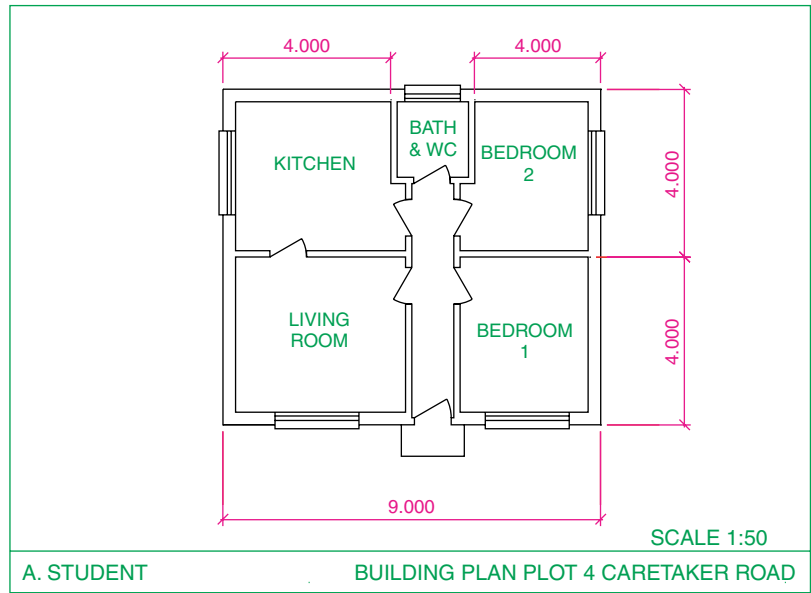 4.000
4.000
KITCHEN
BATH
& WC
BEDROOM
2
4.000
LIVING
ROOM
BEDROOM
1
4.000
9.000
SCALE 1:50
A. STUDENT
BUILDING PLAN PLOT 4 CARETAKER ROAD